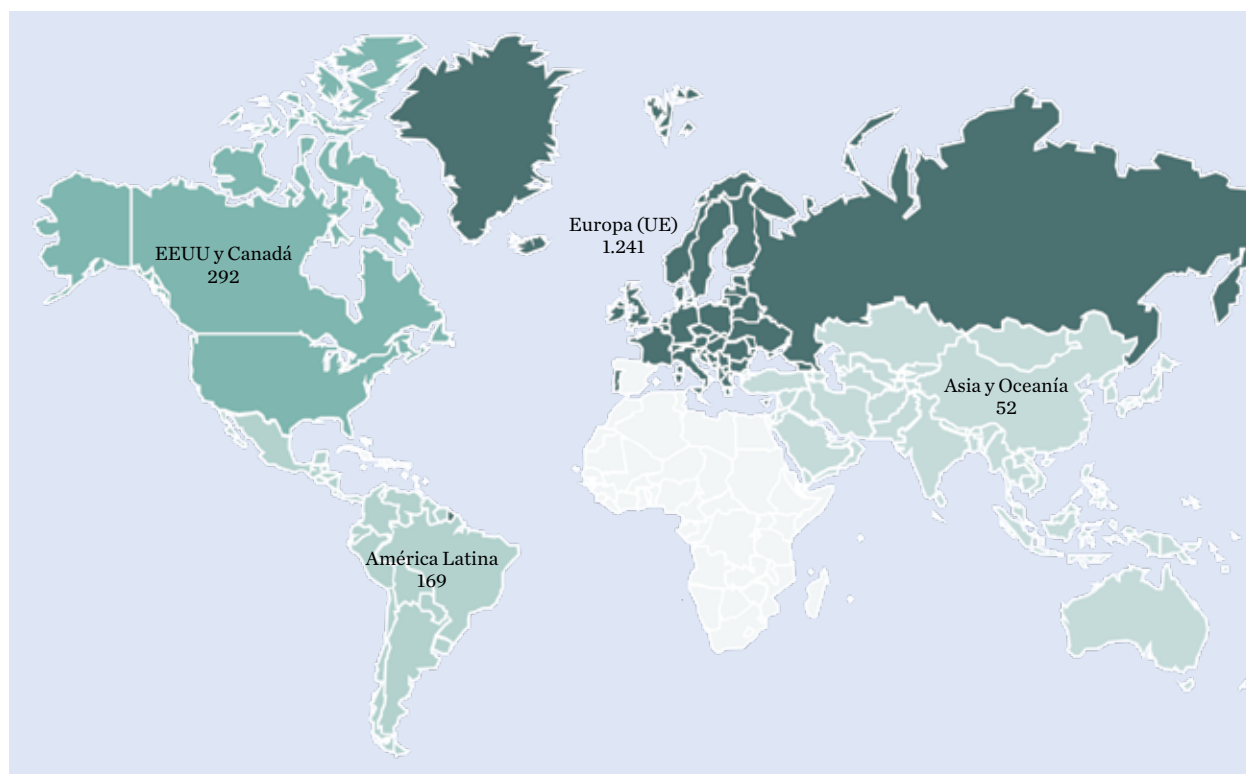 Europa (UE)
1.241
EEUU y Canadá
292
Asia y Oceanía
52
América Latina
169